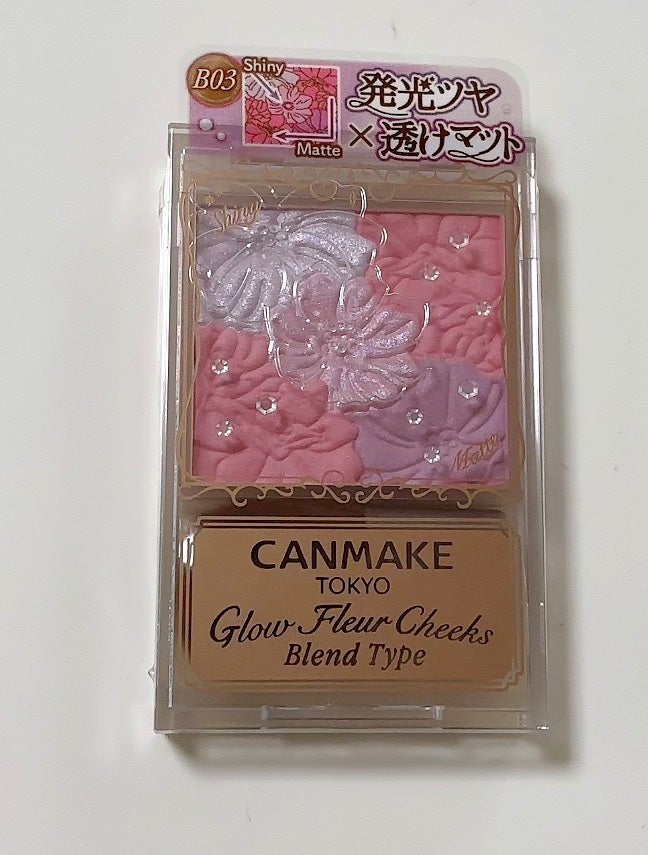 B03
Shiny
Matte
発光ツヤ
×透けマット
Shiny
Matte
CANMAKE
TOKYO
Glow Fleur Cheeks
Blend Type